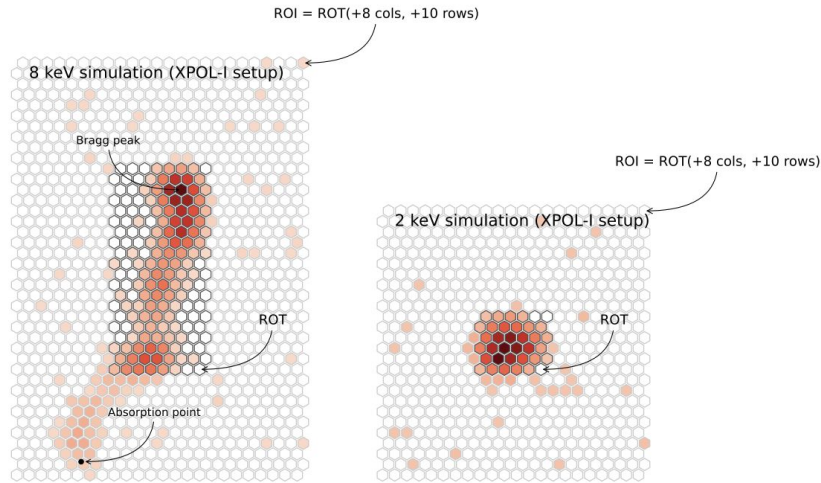 ROI = ROT(+8 cols, +10 rows)
8 keV simulation (XPOL-I setup)
Bragg peak
ROT
Absorption point
ROI = ROT(+8 cols, +10 rows)
2 keV simulation (XPOL-I setup)
ROT